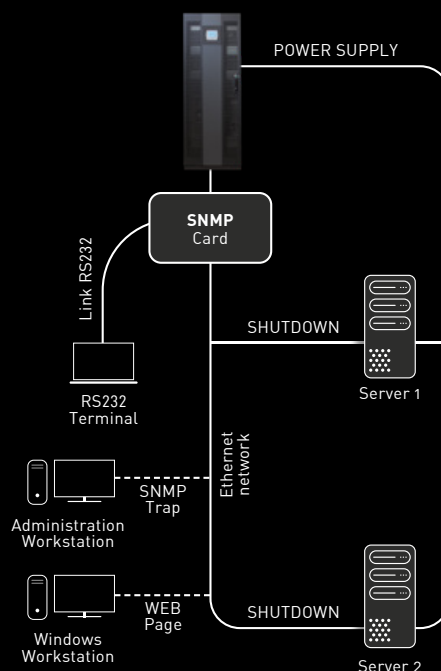 POWER SUPPLY
SNMP
Card
Link RS232
SHUTDOWN
Server 1
RS232
Terminal
Ethernet
network
SNMP
Trap
Administration
Workstation
WEB
Page
SHUTDOWN
Windows
Workstation
Server 2